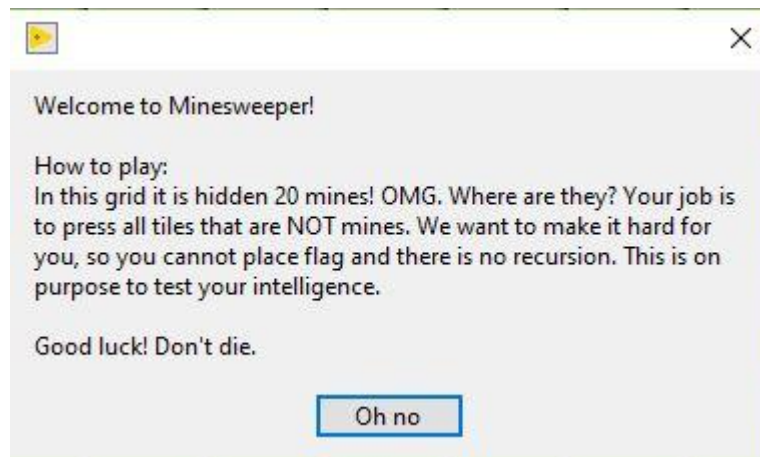 Welcome to Minesweeper!
How to play:
In this grid it is hidden 20 mines! OMG. Where are they? Your job is
to press all tiles that are NOT mines. We want to make it hard for
you, so you cannot place flag and there is no recursion. This is on
purpose to test your intelligence.
Good luck! Don't die.
Oh no